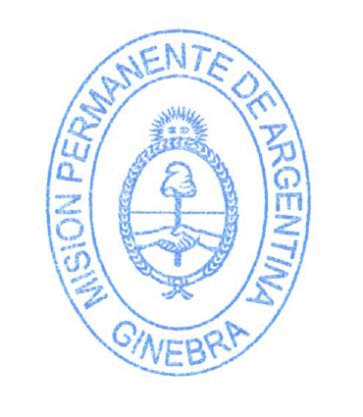 MISION PERMANENTE DE ARGENTINA
GINEBRA